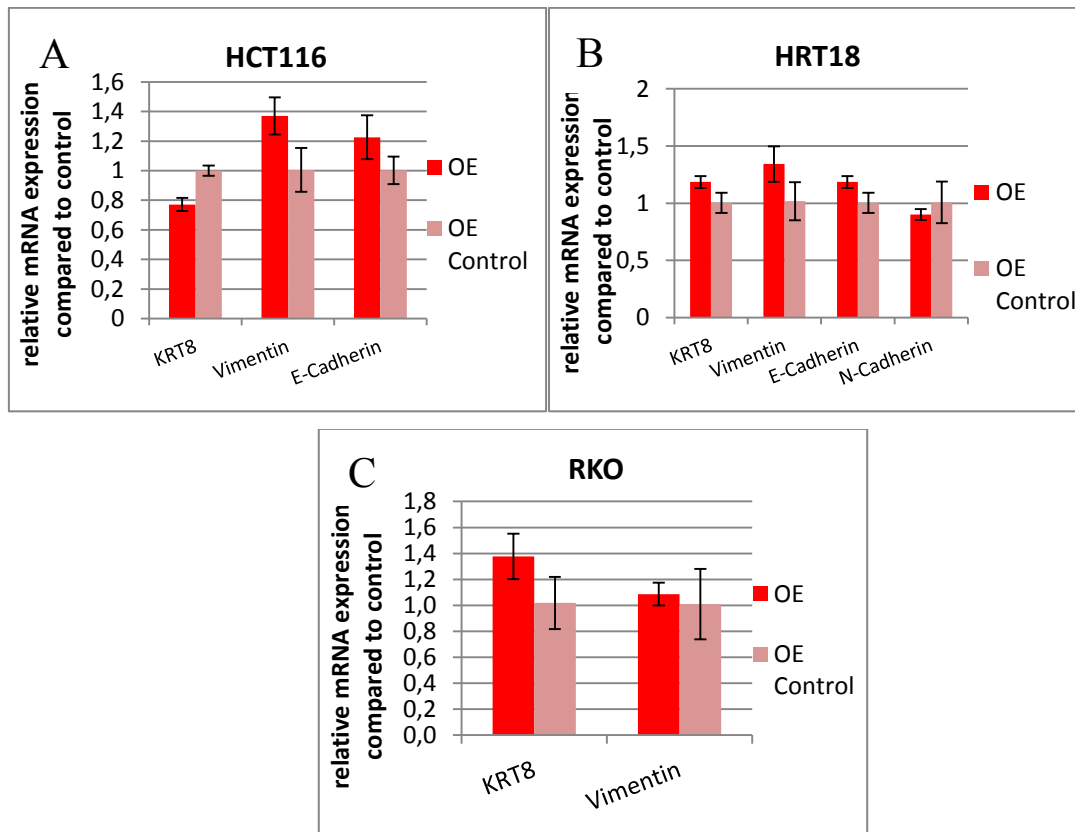 A
HCT116
relative mRNA expression
compared to control
1,6
1,4
1,2
1
0,8
0,6
0,4
0,2
0
KRT8
Vimentin
E-Cadherin
OE
OE
Control
B
HRT18
relative mRNA expression
compared to control
2
1,5
1
0,5
0
KRT8
Vimentin
E-Cadherin
N-Cadherin
OE
OE
Control
C
RKO
relative mRNA expression
compared to control
1,8
1,6
1,4
1,2
1,0
0,8
0,6
0,4
0,2
0,0
KRT8
Vimentin
OE
OE
Control